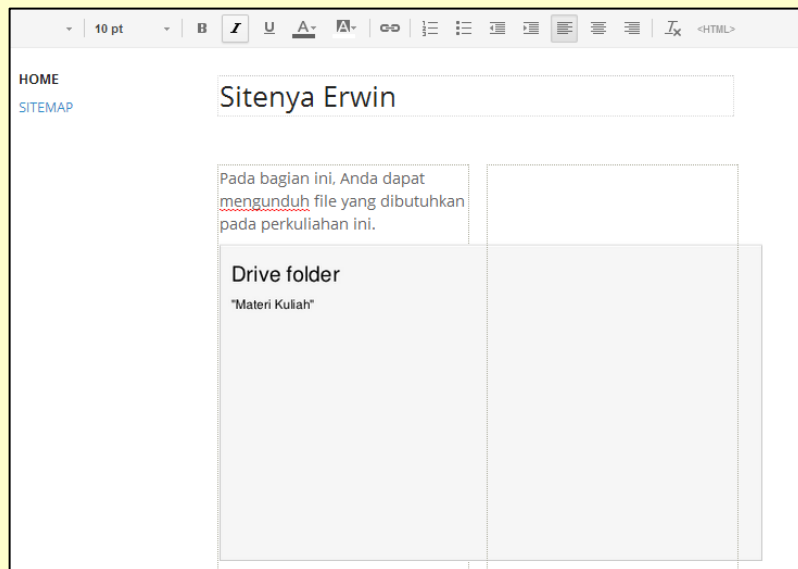 10 pt B I U A A Tx <HTML>
HOME
SITEMAP
Sitenya Erwin
Pada bagian ini, Anda dapat
mengunduh file yang dibutuhkan
pada perkuliahan ini.
Drive folder
"Materi Kuliah"